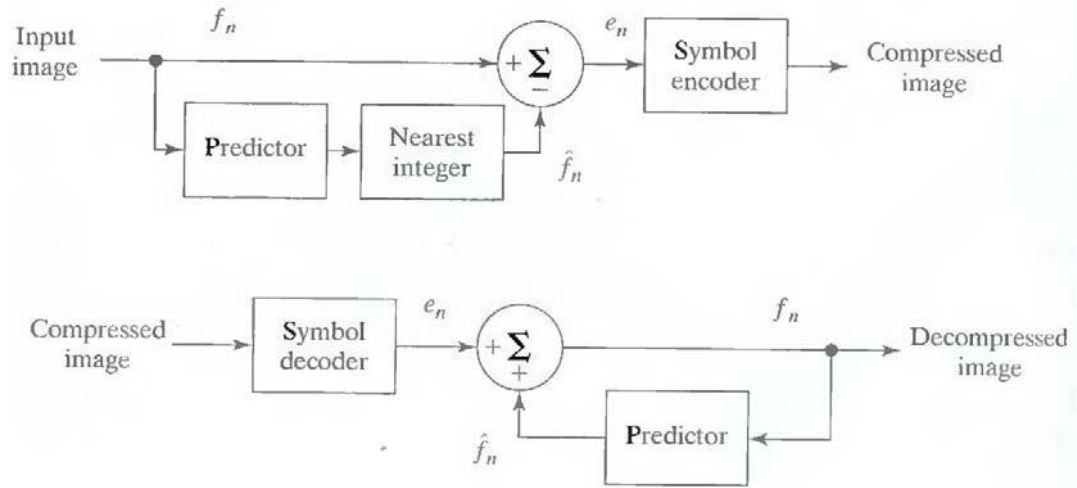 f_n
e_n
Input
image
+ Σ
−
Symbol
encoder
Compressed
image
Predictor
Nearest
integer
f̂_n
Compressed
image
Symbol
decoder
e_n
+ Σ
+
f_n
Decompressed
image
f̂_n
Predictor